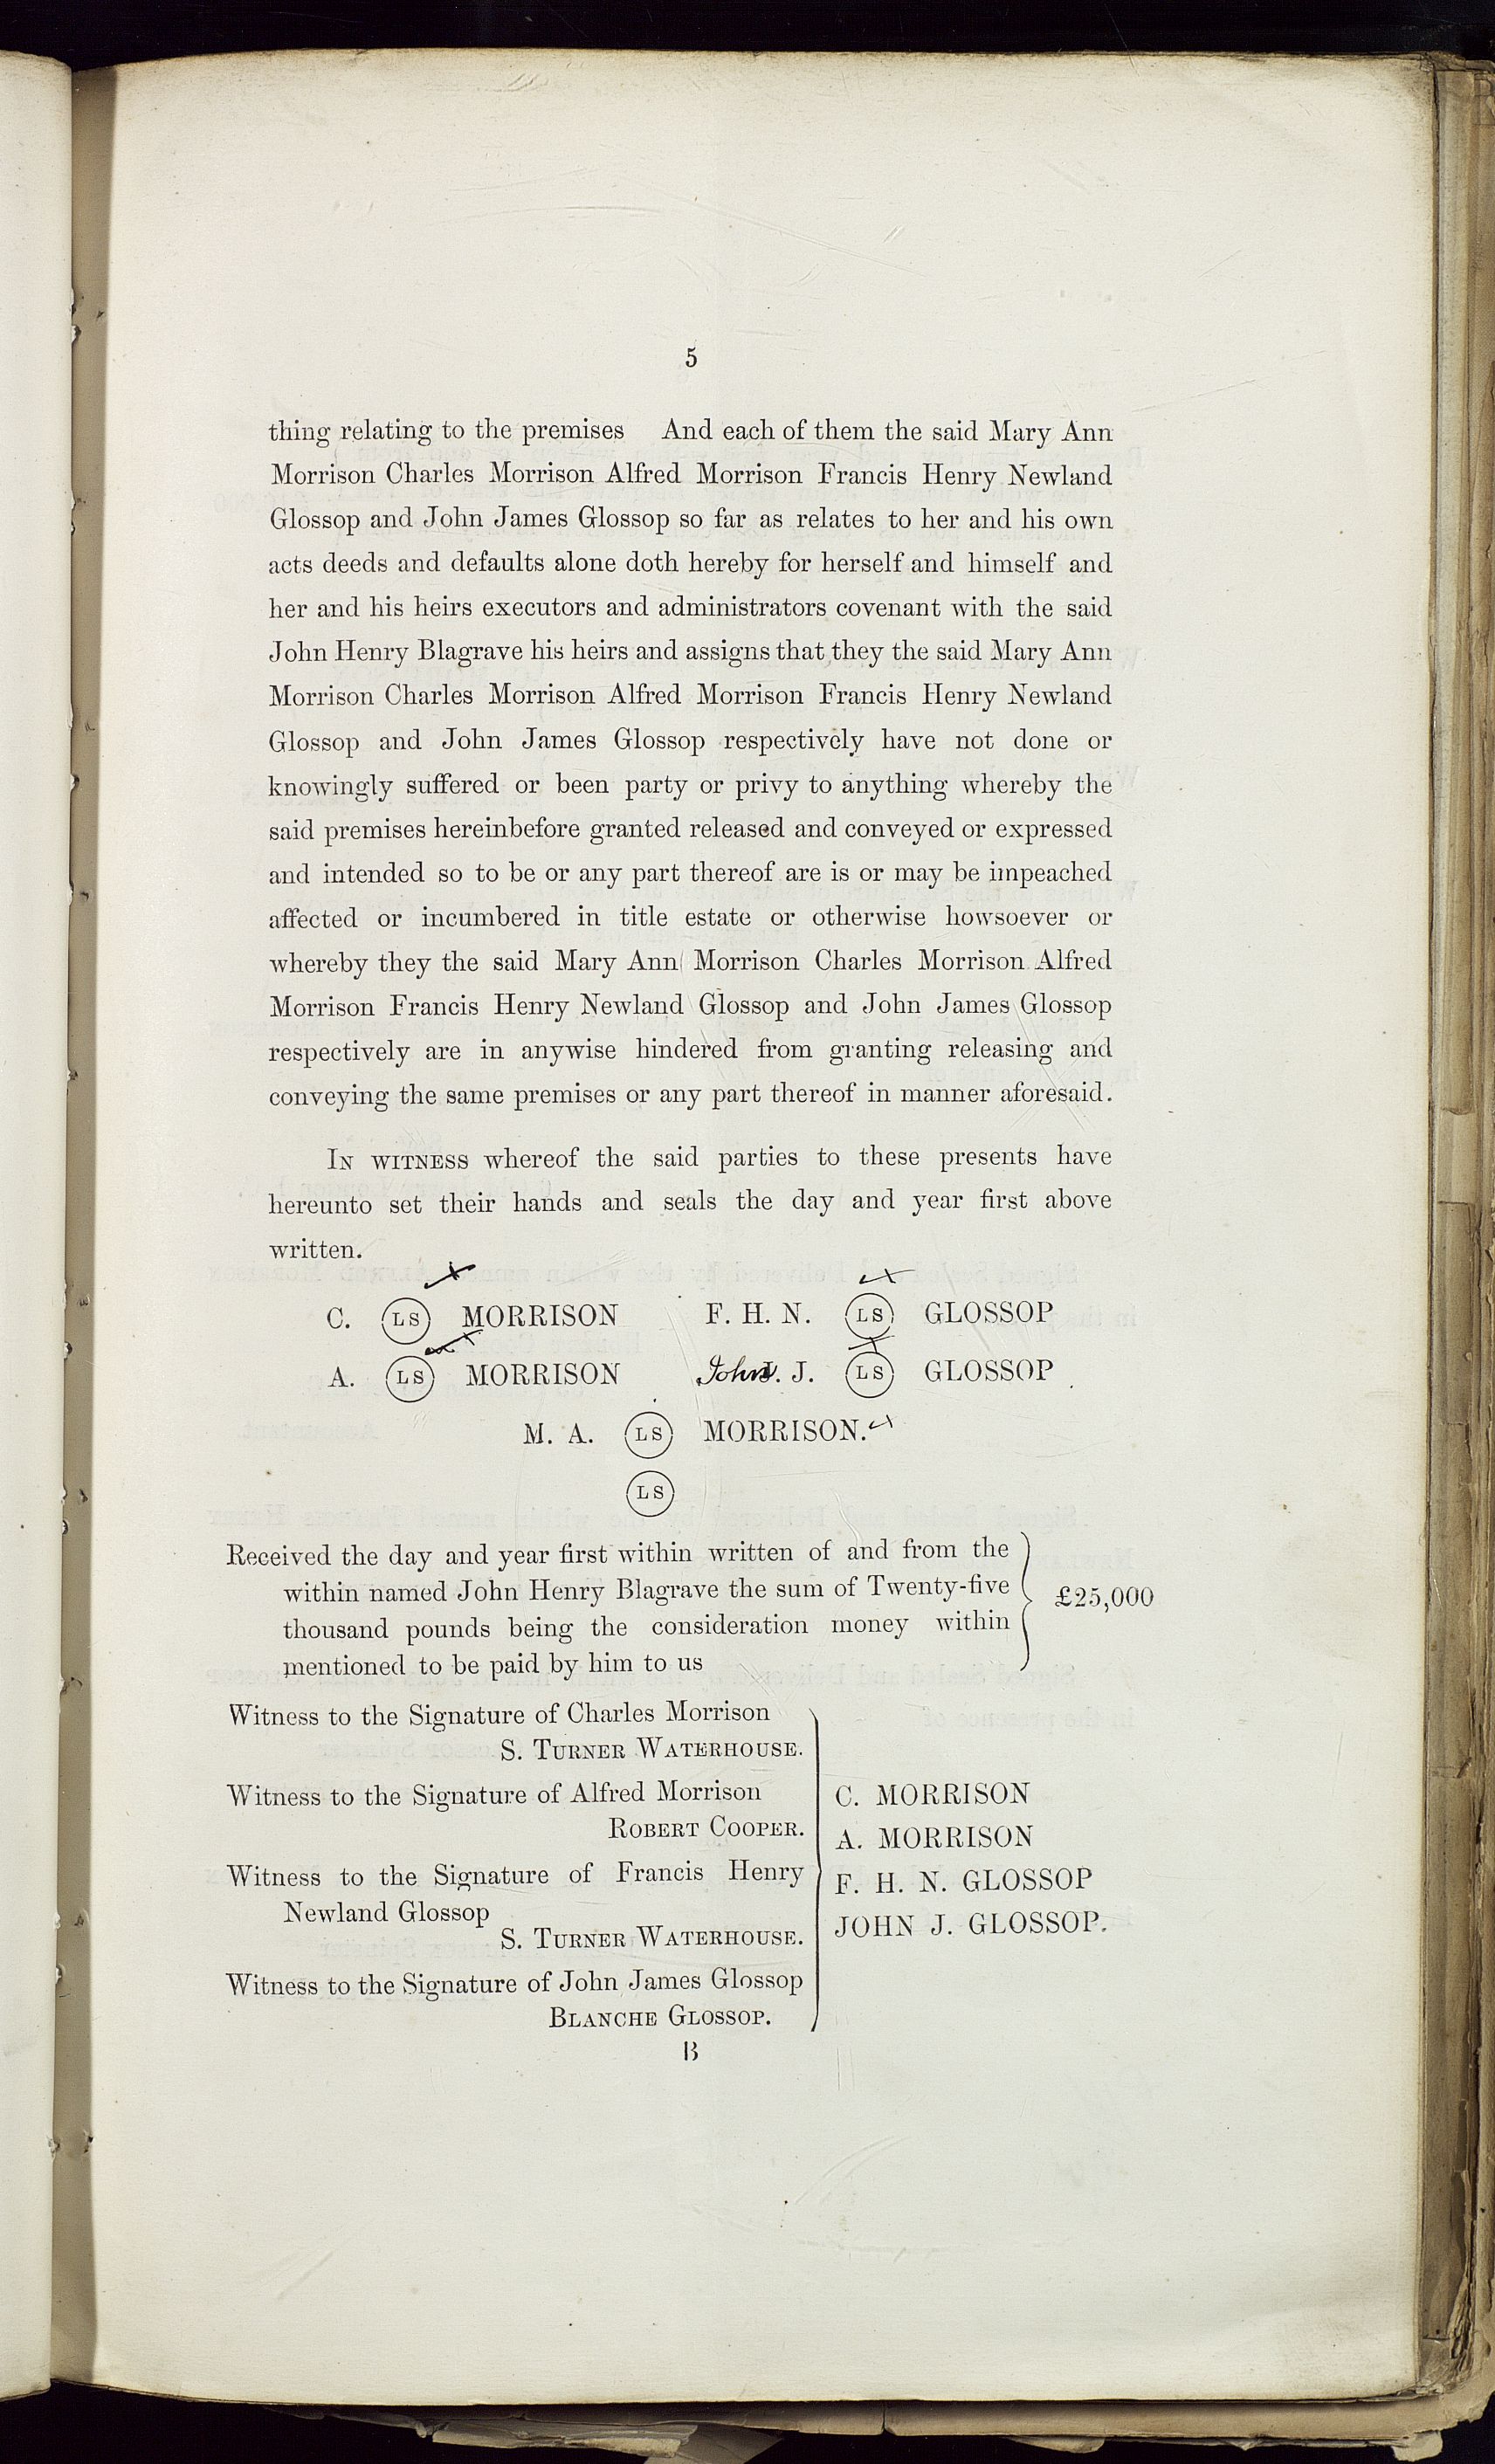 5
thing relating to the premises And each of them the said Mary Ann
Morrison Charles Morrison Alfred Morrison Francis Henry Newland
Glossop and John James Glossop so far as relates to her and his own
acts deeds and defaults alone doth hereby for herself and himself and
her and his heirs executors and administrators covenant with the said
John Henry Blagrave his heirs and assigns that they the said Mary Ann
Morrison Charles Morrison Alfred Morrison Francis Henry Newland
Glossop and John James Glossop respectively have not done or
knowingly suffered or been party or privy to anything whereby the
said premises hereinbefore granted released and conveyed or expressed
and intended so to be or any part thereof are is or may be impeached
affected or incumbered in title estate or otherwise howsoever or
whereby they the said Mary Ann Morrison Charles Morrison Alfred
Morrison Francis Henry Newland Glossop and John James Glossop
respectively are in anywise hindered from granting releasing and
conveying the same premises or any part thereof in manner aforesaid.
IN WITNESS whereof the said parties to these presents have
hereunto set their hands and seals the day and year first above
written.
C. LS MORRISON F. H. N. LS GLOSSOP
A. LS MORRISON John J. LS GLOSSOP
M. A. LS MORRISON.
LS
Received the day and year first within written of and from the
within named John Henry Blagrave the sum of Twenty-five
thousand pounds being the consideration money within
mentioned to be paid by him to us
£25,000
Witness to the Signature of Charles Morrison
S. TURNER WATERHOUSE.
Witness to the Signature of Alfred Morrison
ROBERT COOPER.
Witness to the Signature of Francis Henry
Newland Glossop
S. TURNER WATERHOUSE.
Witness to the Signature of John James Glossop
BLANCHE GLOSSOP.
C. MORRISON
A. MORRISON
F. H. N. GLOSSOP
JOHN J. GLOSSOP.
B